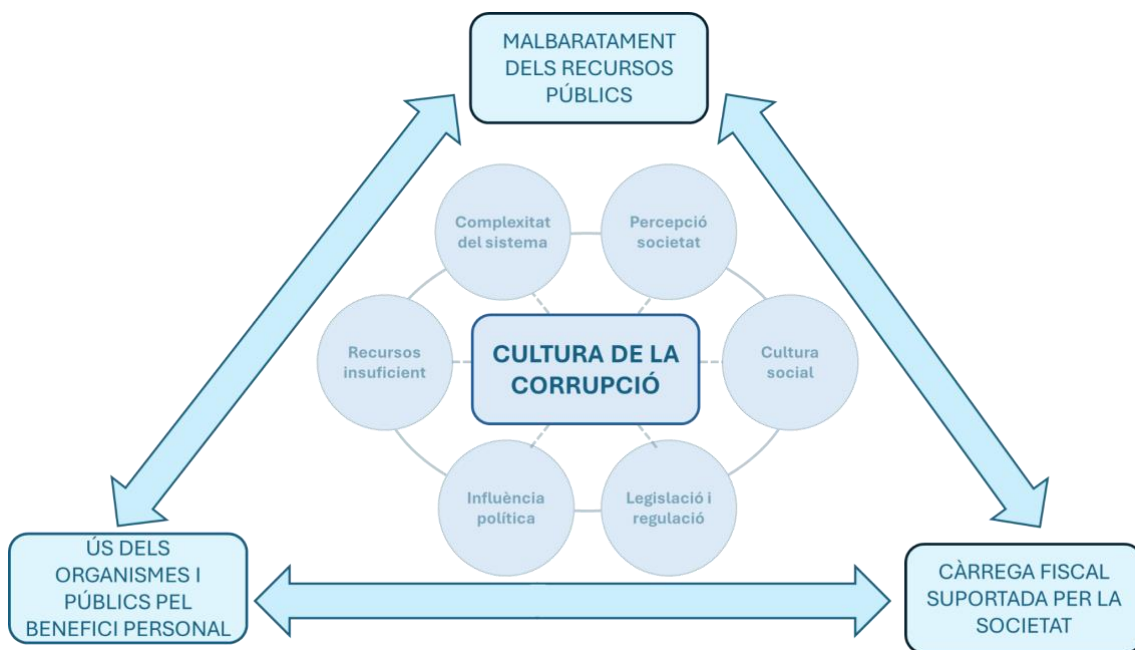 MALBARATAMENT
DELS RECURSOS
PÚBLICS
Complexitat
del sistema
Percepció
societat
Recursos
insuficient
CULTURA DE LA
CORRUPCIÓ
Cultura
social
Influència
política
Legislació i
regulació
ÚS DELS
ORGANISMES I
PÚBLICS PEL
BENEFICI PERSONAL
CÀRREGA FISCAL
SUPORTADA PER LA
SOCIETAT